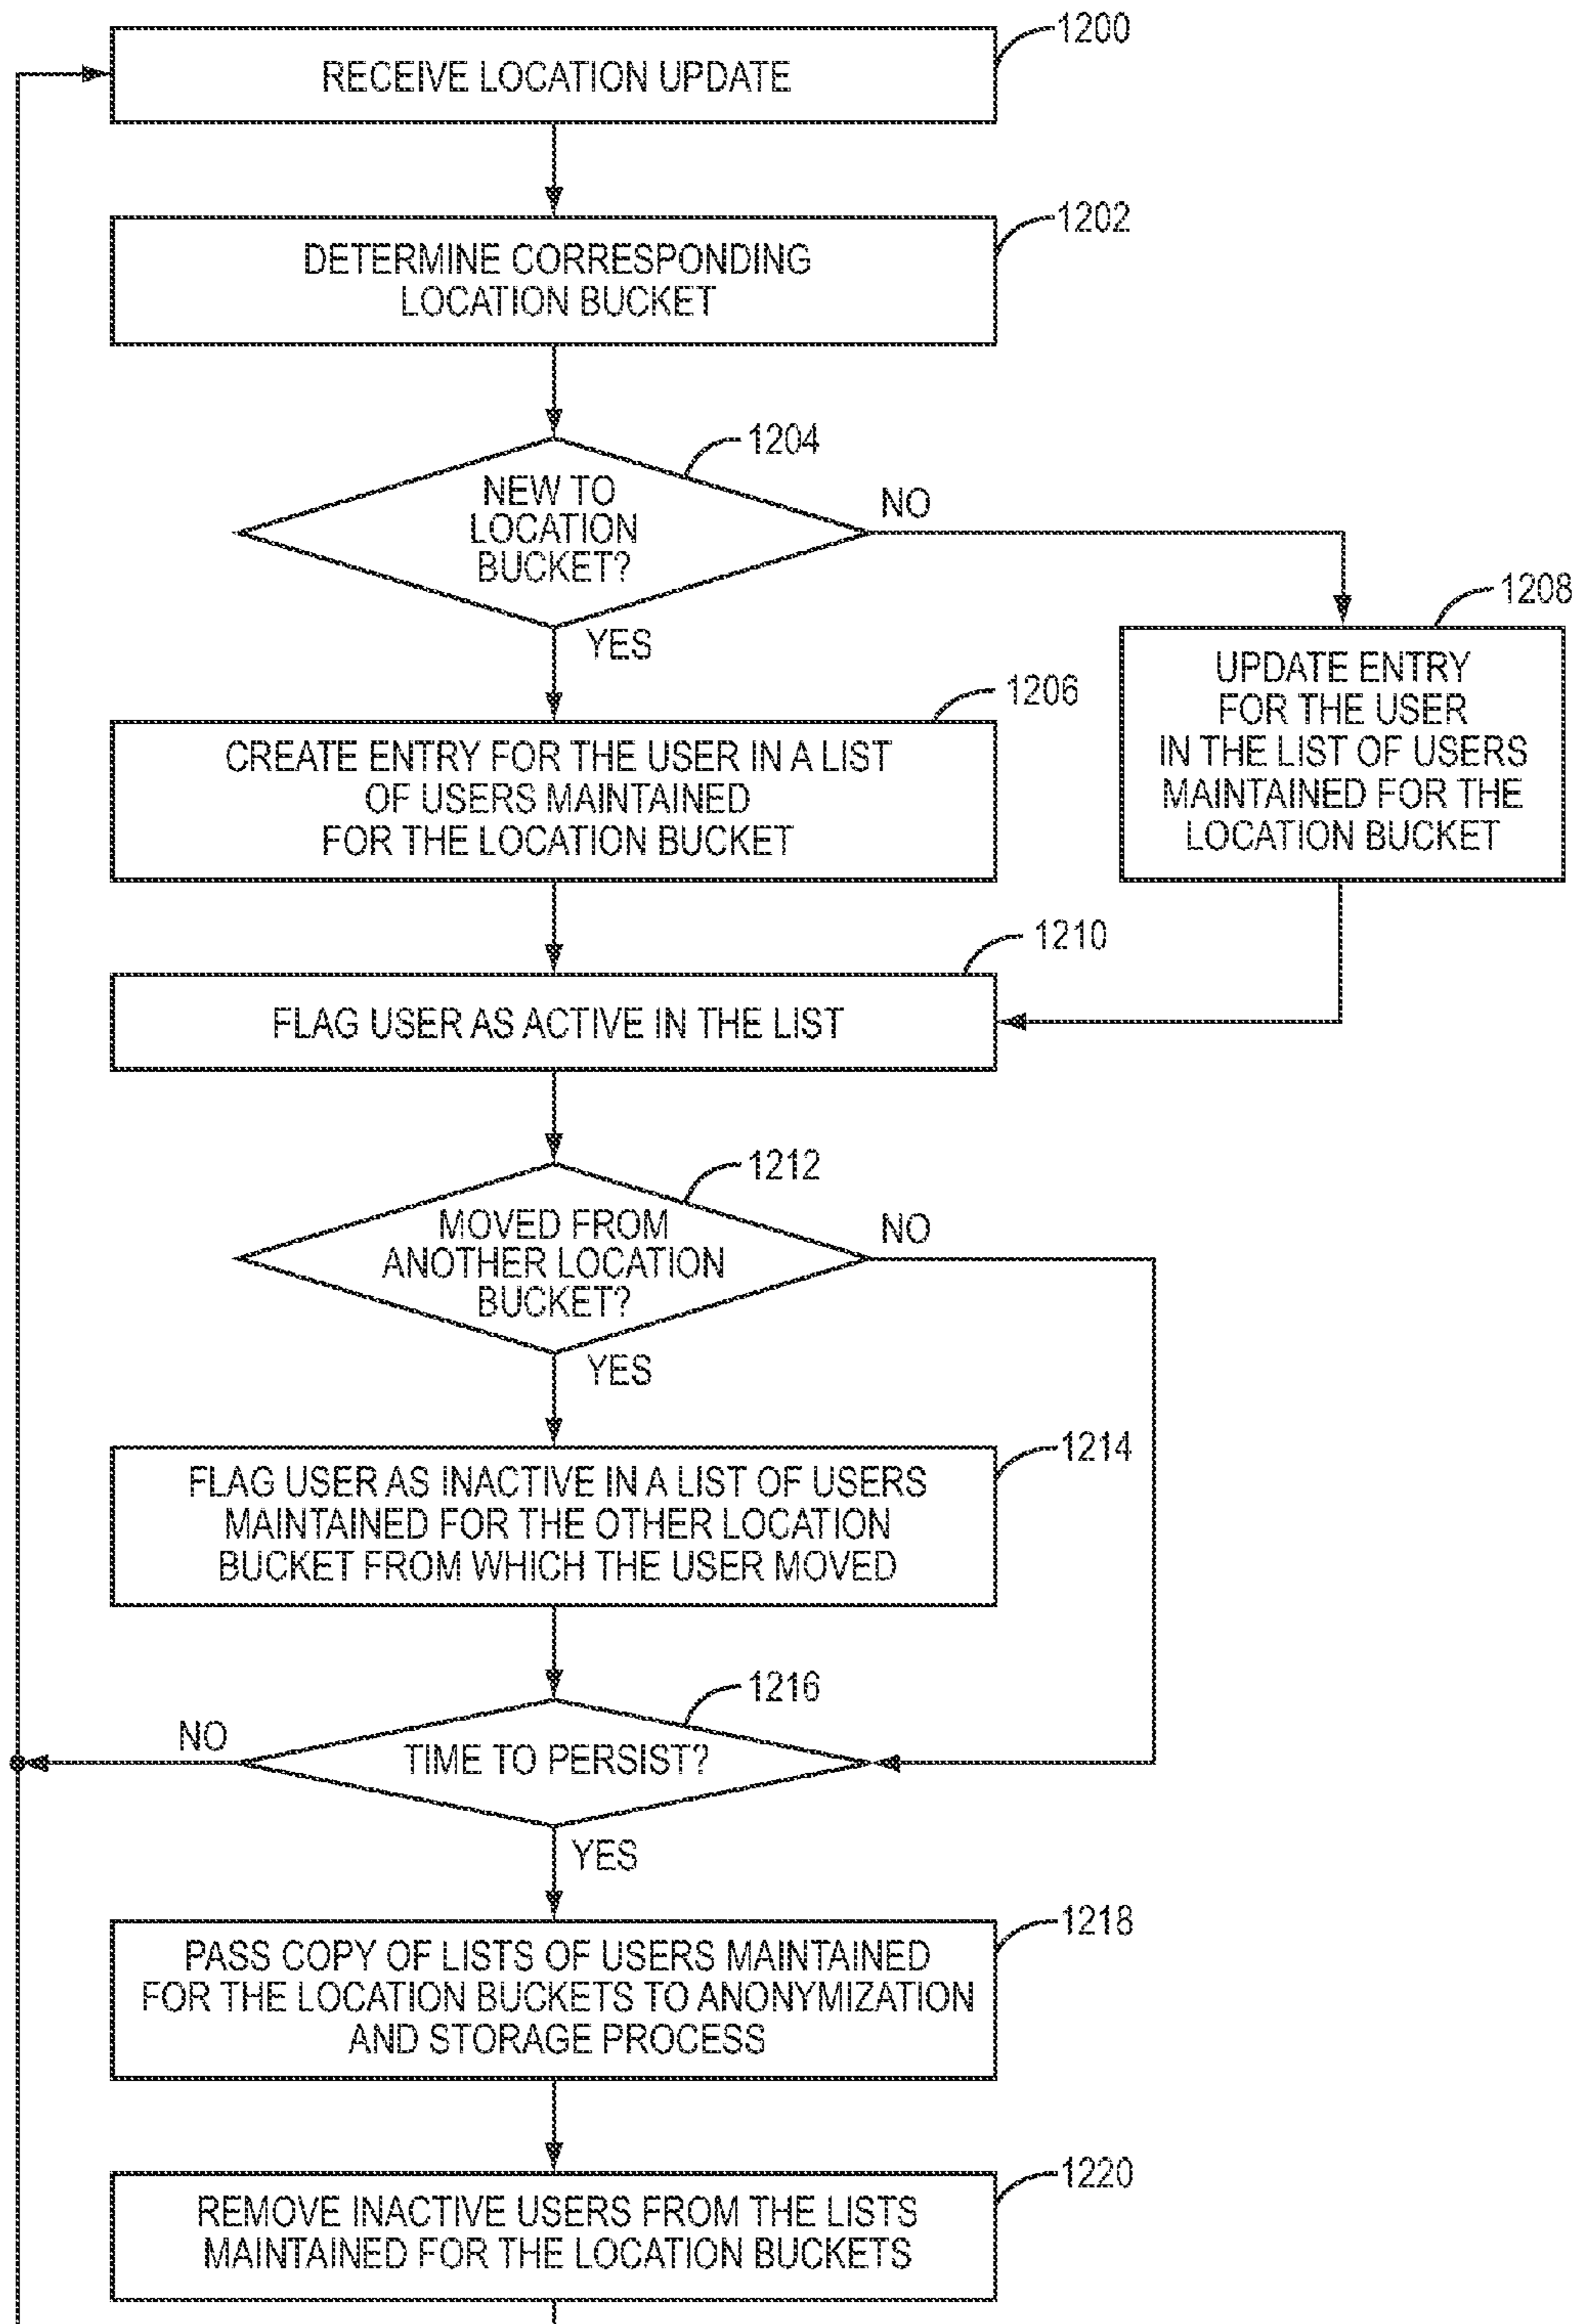 1200
RECEIVE LOCATION UPDATE
1202
DETERMINE CORRESPONDING
LOCATION BUCKET
1204
NEW TO
LOCATION
BUCKET?
NO
YES
1208
UPDATE ENTRY
FOR THE USER
IN THE LIST OF USERS
MAINTAINED FOR THE
LOCATION BUCKET
1206
CREATE ENTRY FOR THE USER IN A LIST
OF USERS MAINTAINED
FOR THE LOCATION BUCKET
1210
FLAG USER AS ACTIVE IN THE LIST
1212
MOVED FROM
ANOTHER LOCATION
BUCKET?
NO
YES
1214
FLAG USER AS INACTIVE IN A LIST OF USERS
MAINTAINED FOR THE OTHER LOCATION
BUCKET FROM WHICH THE USER MOVED
1216
NO
TIME TO PERSIST?
YES
1218
PASS COPY OF LISTS OF USERS MAINTAINED
FOR THE LOCATION BUCKETS TO ANONYMIZATION
AND STORAGE PROCESS
1220
REMOVE INACTIVE USERS FROM THE LISTS
MAINTAINED FOR THE LOCATION BUCKETS